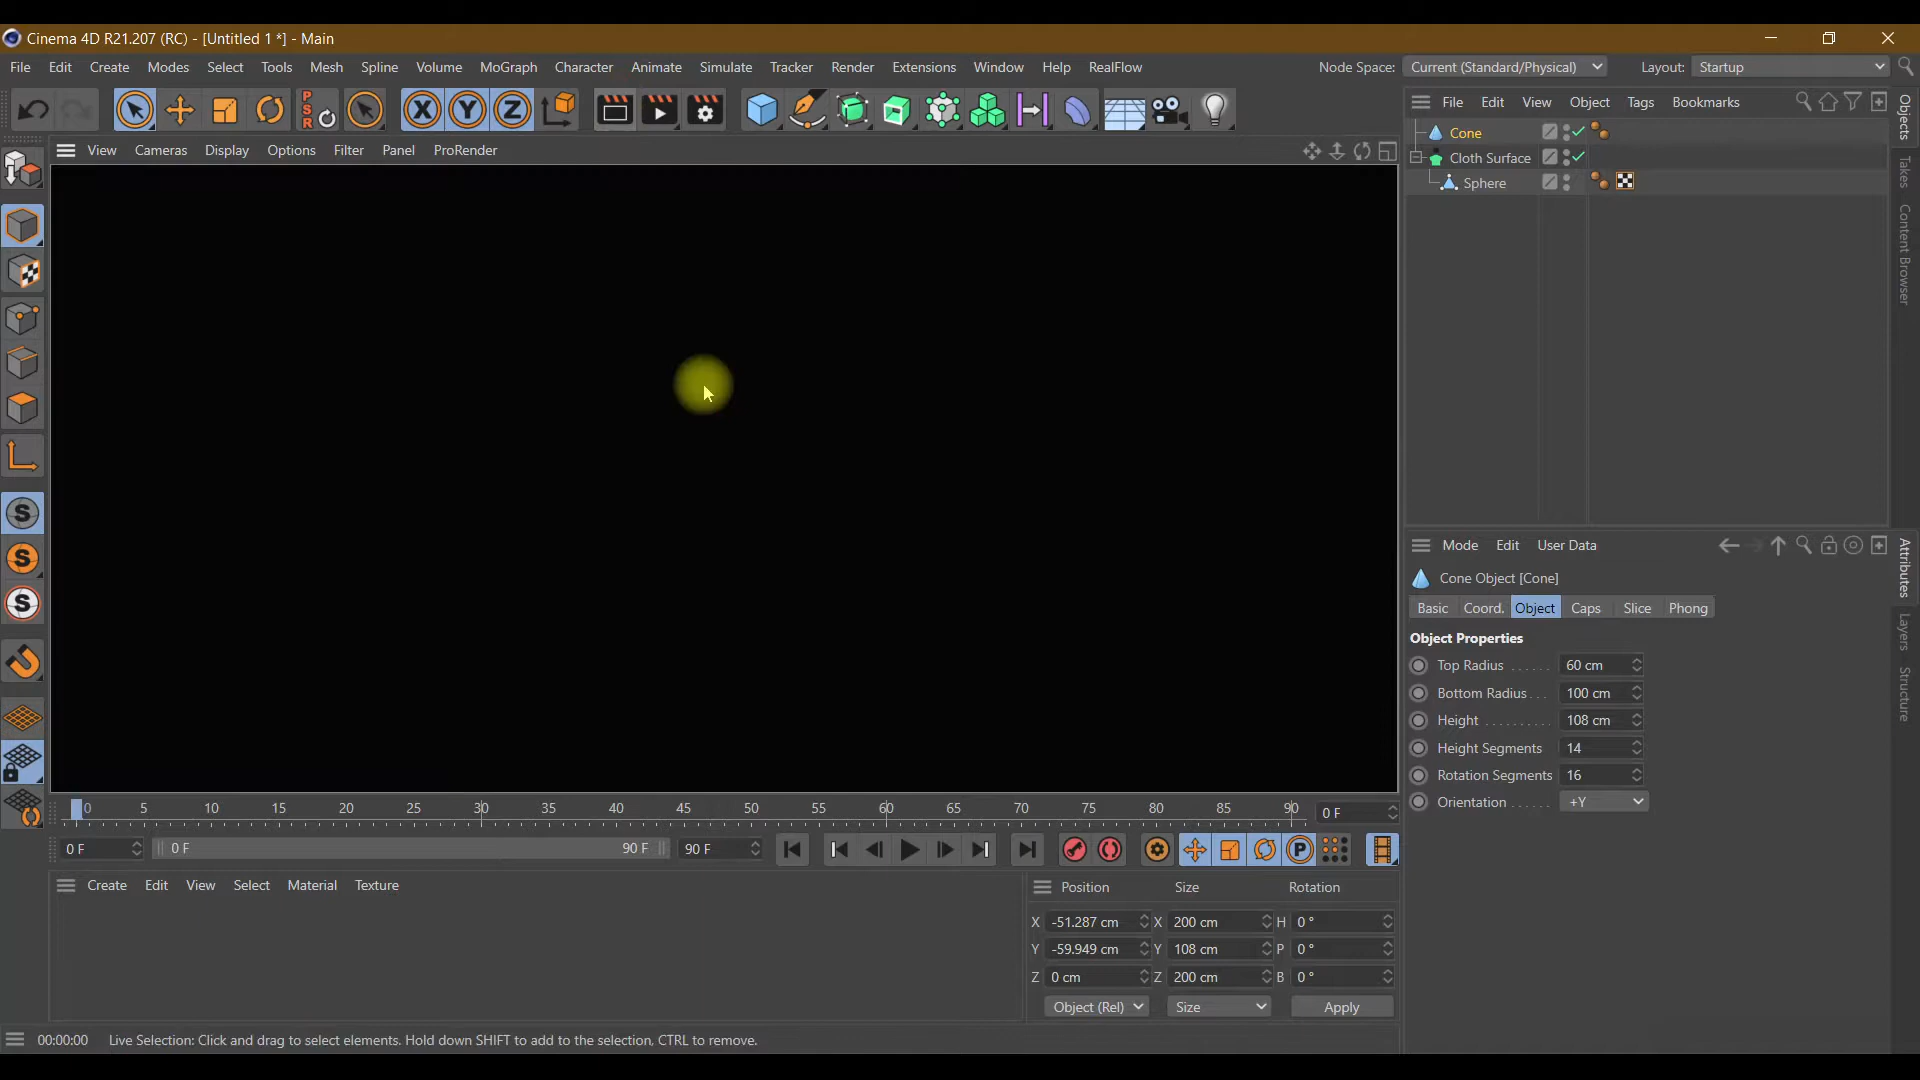 Cinema 4D R21.207 (RC) - [Untitled 1 *] - Main
File Edit Create Modes Select Tools Mesh Spline Volume MoGraph Character Animate Simulate Tracker Render Extensions Window Help RealFlow Node Space: Current (Standard/Physical) Layout: Startup
P S R X Y Z
File Edit View Object Tags Bookmarks
View Cameras Display Options Filter Panel ProRender
Cone
Cloth Surface
Sphere
Objects
Takes
Content Browser
S
S
S
Mode Edit User Data
Cone Object [Cone]
Basic Coord. Object Caps Slice Phong
Object Properties
Top Radius 60 cm
Bottom Radius 100 cm
Height 108 cm
Height Segments 14
Rotation Segments 16
Orientation +Y
Attributes
Layers
Structure
0 5 10 15 20 25 30 35 40 45 50 55 60 65 70 75 80 85 90 0 F
0 F 0 F 90 F 90 F P
Create Edit View Select Material Texture
Position Size Rotation
X -51.287 cm X 200 cm H 0 °
Y -59.949 cm Y 108 cm P 0 °
Z 0 cm Z 200 cm B 0 °
Object (Rel) Size Apply
00:00:00 Live Selection: Click and drag to select elements. Hold down SHIFT to add to the selection, CTRL to remove.